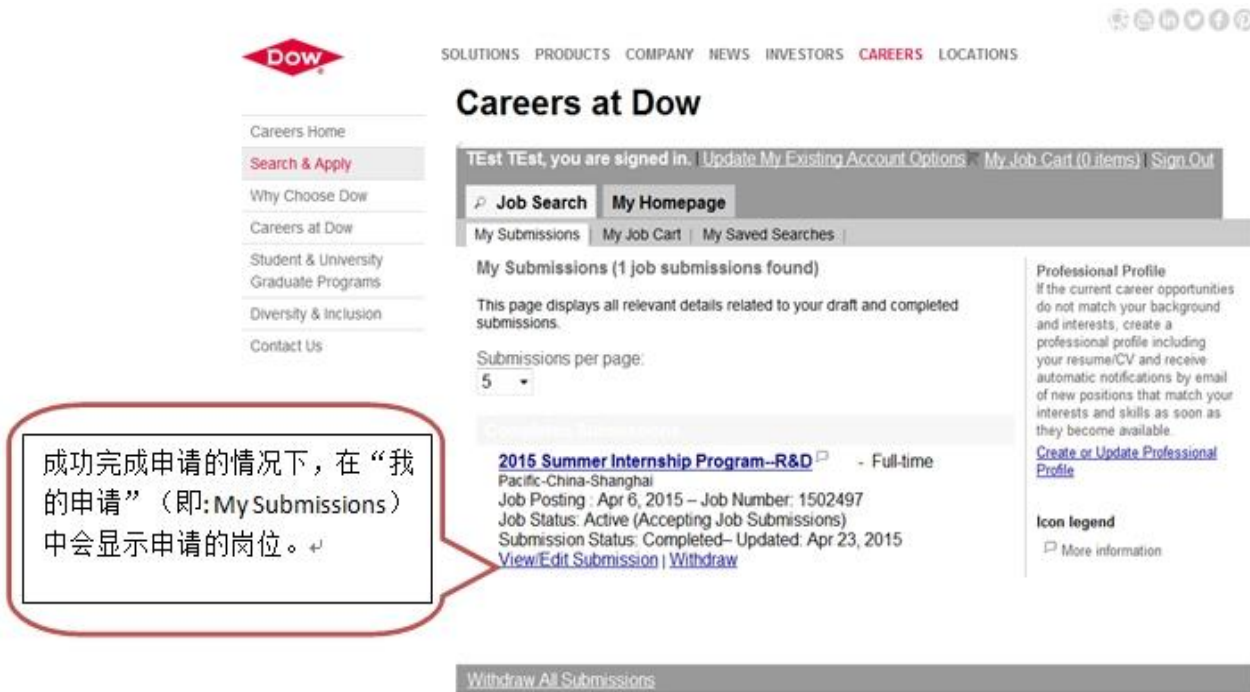 Dow
SOLUTIONS PRODUCTS COMPANY NEWS INVESTORS CAREERS LOCATIONS
Careers at Dow
Careers Home
Search & Apply
Why Choose Dow
Careers at Dow
Student & University
Graduate Programs
Diversity & Inclusion
Contact Us
TEst TEst, you are signed in. | Update My Existing Account Options My Job Cart (0 items) | Sign Out
Job Search My Homepage
My Submissions | My Job Cart | My Saved Searches |
My Submissions (1 job submissions found)
This page displays all relevant details related to your draft and completed
submissions.
Submissions per page:
5
Completed Submissions
2015 Summer Internship Program--R&D - Full-time
Pacific-China-Shanghai
Job Posting : Apr 6, 2015 – Job Number: 1502497
Job Status: Active (Accepting Job Submissions)
Submission Status: Completed– Updated: Apr 23, 2015
View/Edit Submission | Withdraw
Professional Profile
If the current career opportunities
do not match your background
and interests, create a
professional profile including
your resume/CV and receive
automatic notifications by email
of new positions that match your
interests and skills as soon as
they become available.
Create or Update Professional
Profile
Icon legend
More information
成功完成申请的情况下，在“我
的申请”（即:My Submissions）
中会显示申请的岗位。
Withdraw All Submissions